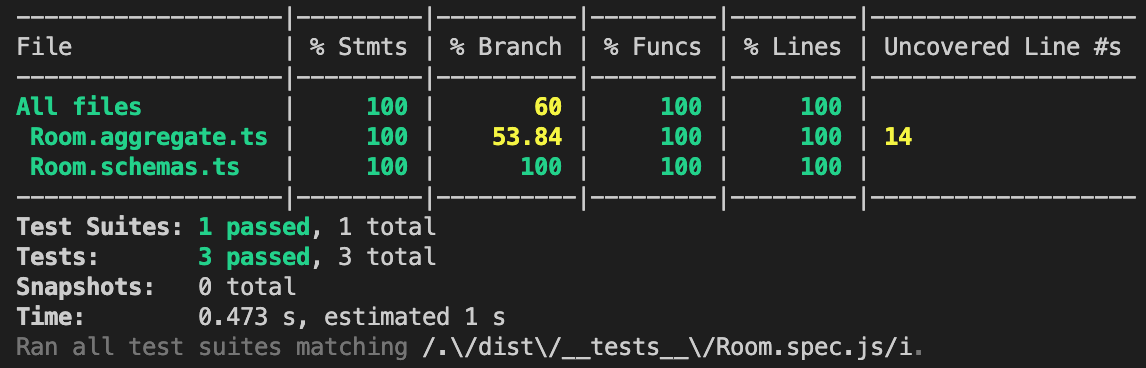 --------------------|---------|----------|---------|---------|-------------------
File                | % Stmts | % Branch | % Funcs | % Lines | Uncovered Line #s
--------------------|---------|----------|---------|---------|-------------------
All files           |     100 |       60 |     100 |     100 |
 Room.aggregate.ts  |     100 |    53.84 |     100 |     100 | 14
 Room.schemas.ts    |     100 |      100 |     100 |     100 |
--------------------|---------|----------|---------|---------|-------------------
Test Suites: 1 passed, 1 total
Tests:       3 passed, 3 total
Snapshots:   0 total
Time:        0.473 s, estimated 1 s
Ran all test suites matching /.\/dist\/__tests__\/Room.spec.js/i.